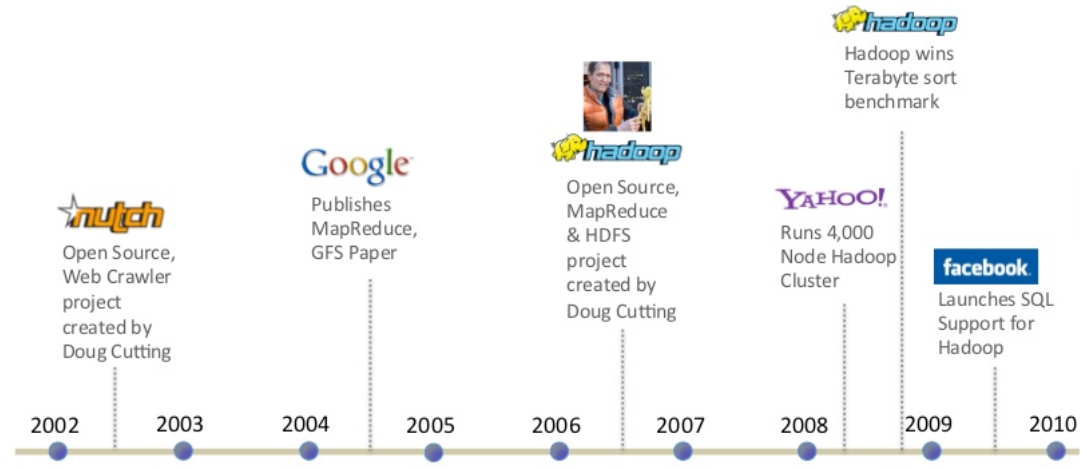 nutch
Open Source,
Web Crawler
project
created by
Doug Cutting
Google
Publishes
MapReduce,
GFS Paper
hadoop
Open Source,
MapReduce
& HDFS
project
created by
Doug Cutting
YAHOO!
Runs 4,000
Node Hadoop
Cluster
hadoop
Hadoop wins
Terabyte sort
benchmark
facebook
Launches SQL
Support for
Hadoop
2002 2003 2004 2005 2006 2007 2008 2009 2010